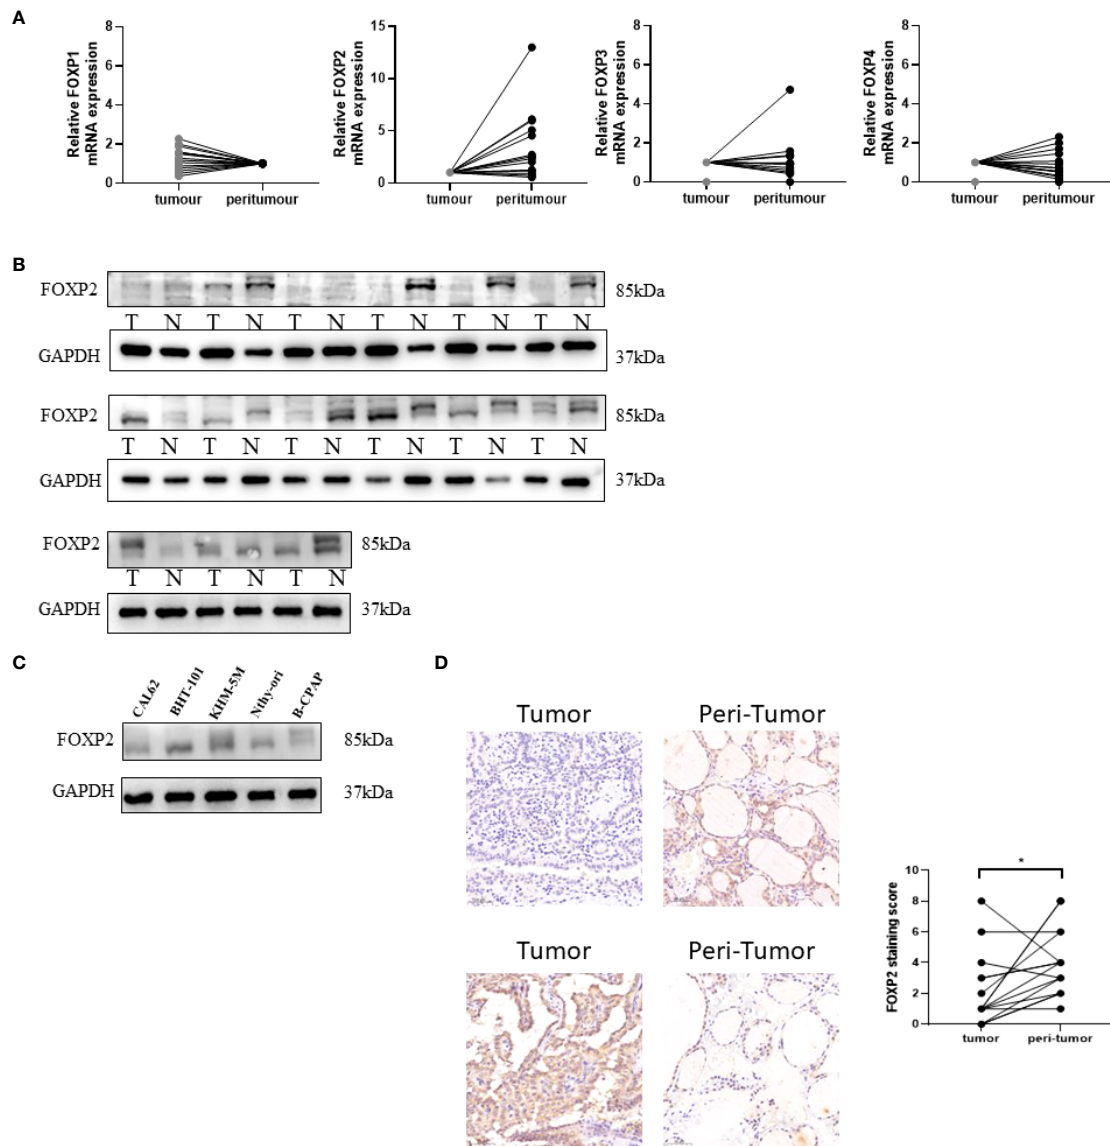 A
Relative FOXP1
mRNA expression
8
6
4
2
0
tumour peritumour
Relative FOXP2
mRNA expression
15
10
5
0
tumour peritumour
Relative FOXP3
mRNA expression
8
6
4
2
0
tumour peritumour
Relative FOXP4
mRNA expression
8
6
4
2
0
tumour peritumour
B
FOXP2 85kDa
T N T N T N T N T N T N
GAPDH 37kDa
FOXP2 85kDa
T N T N T N T N T N T N
GAPDH 37kDa
FOXP2 85kDa
T N T N T N
GAPDH 37kDa
C
CAL62 BHT-101 KHM-5M Nthy-ori B-CPAP
FOXP2 85kDa
GAPDH 37kDa
D
Tumor Peri-Tumor
Tumor Peri-Tumor
FOXP2 staining score
10
8
6
4
2
0
*
tumor peri-tumor